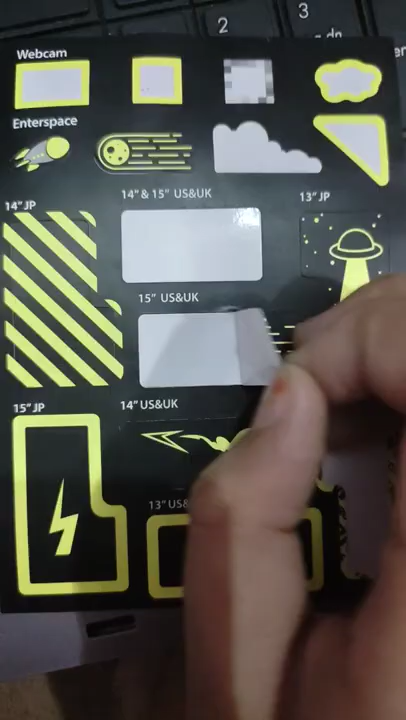 2
3
dn
Webcam
Enterspace
14" & 15" US&UK
13" JP
14" JP
15" US&UK
15" JP
14" US&UK
13" US&